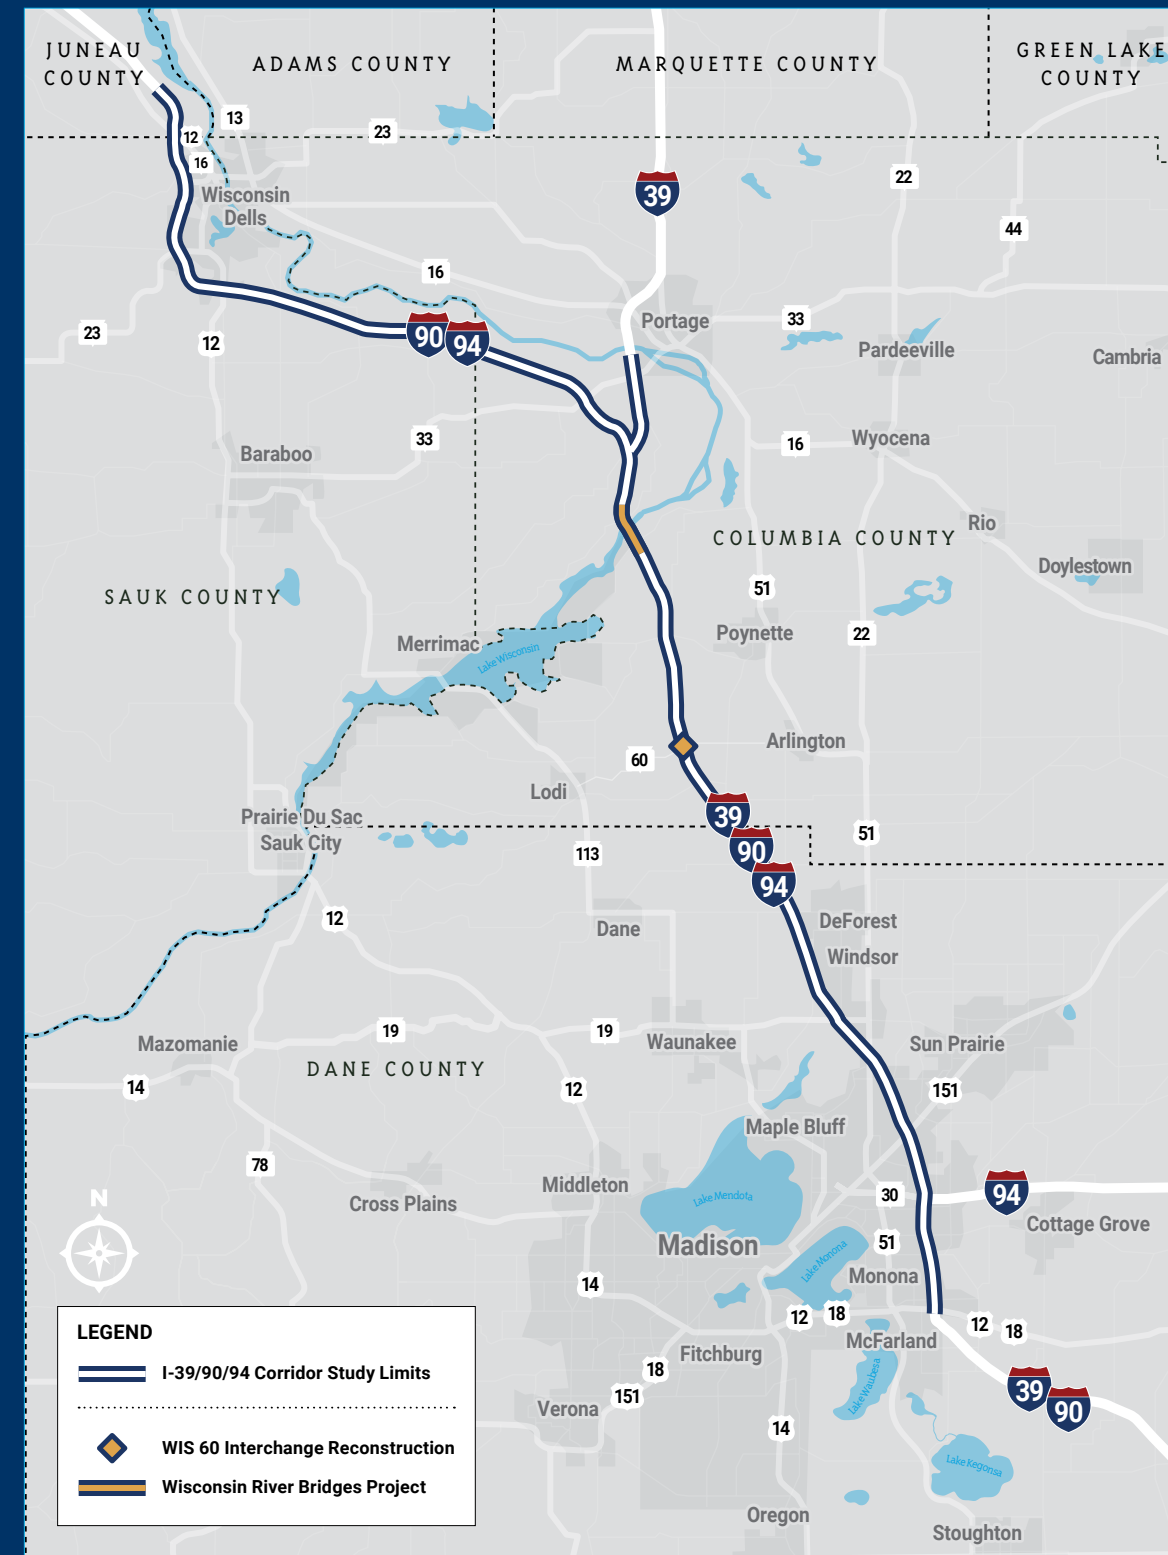 JUNEAU
COUNTY
ADAMS COUNTY
MARQUETTE COUNTY
GREEN LAKE
COUNTY
13
12
23
16
22
39
Wisconsin
Dells
44
16
Portage
33
23
12
90
94
Pardeeville
Cambria
33
16
Wyocena
Baraboo
Rio
COLUMBIA COUNTY
Doylestown
SAUK COUNTY
51
Poynette
22
Merrimac
Lake Wisconsin
Arlington
60
Lodi
39
Prairie Du Sac
Sauk City
51
90
113
94
12
Dane
DeForest
Windsor
19
19
Mazomanie
Waunakee
Sun Prairie
DANE COUNTY
14
12
151
Maple Bluff
78
Middleton
30
94
Cross Plains
Lake Mendota
N
Cottage Grove
Madison
51
Lake Monona
Monona
14
12
18
12
18
McFarland
Fitchburg
18
Lake Waubesa
39
90
151
Verona
14
Lake Kegonsa
Oregon
Stoughton
LEGEND
I-39/90/94 Corridor Study Limits
WIS 60 Interchange Reconstruction
Wisconsin River Bridges Project